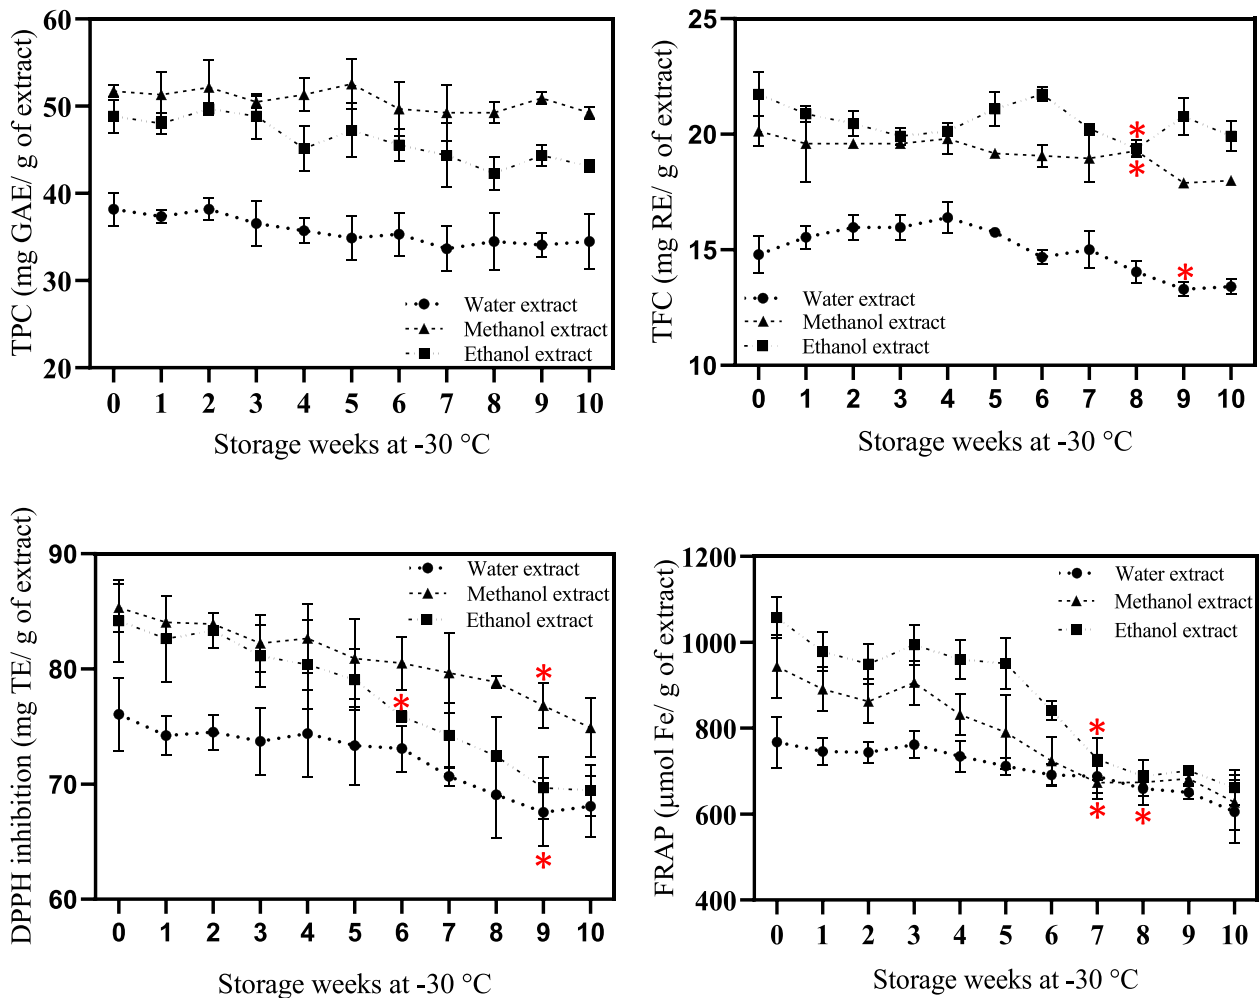 TPC (mg GAE/ g of extract)
60
50
40
30
20
Water extract
Methanol extract
Ethanol extract
0 1 2 3 4 5 6 7 8 9 10
Storage weeks at -30 °C
TFC (mg RE/ g of extract)
25
20
15
10
*
*
*
Water extract
Methanol extract
Ethanol extract
0 1 2 3 4 5 6 7 8 9 10
Storage weeks at -30 °C
DPPH inhibition (mg TE/ g of extract)
90
80
70
60
Water extract
Methanol extract
Ethanol extract
*
*
*
0 1 2 3 4 5 6 7 8 9 10
Storage weeks at -30 °C
FRAP (µmol Fe/ g of extract)
1200
1000
800
600
400
Water extract
Methanol extract
Ethanol extract
*
*
*
0 1 2 3 4 5 6 7 8 9 10
Storage weeks at -30 °C